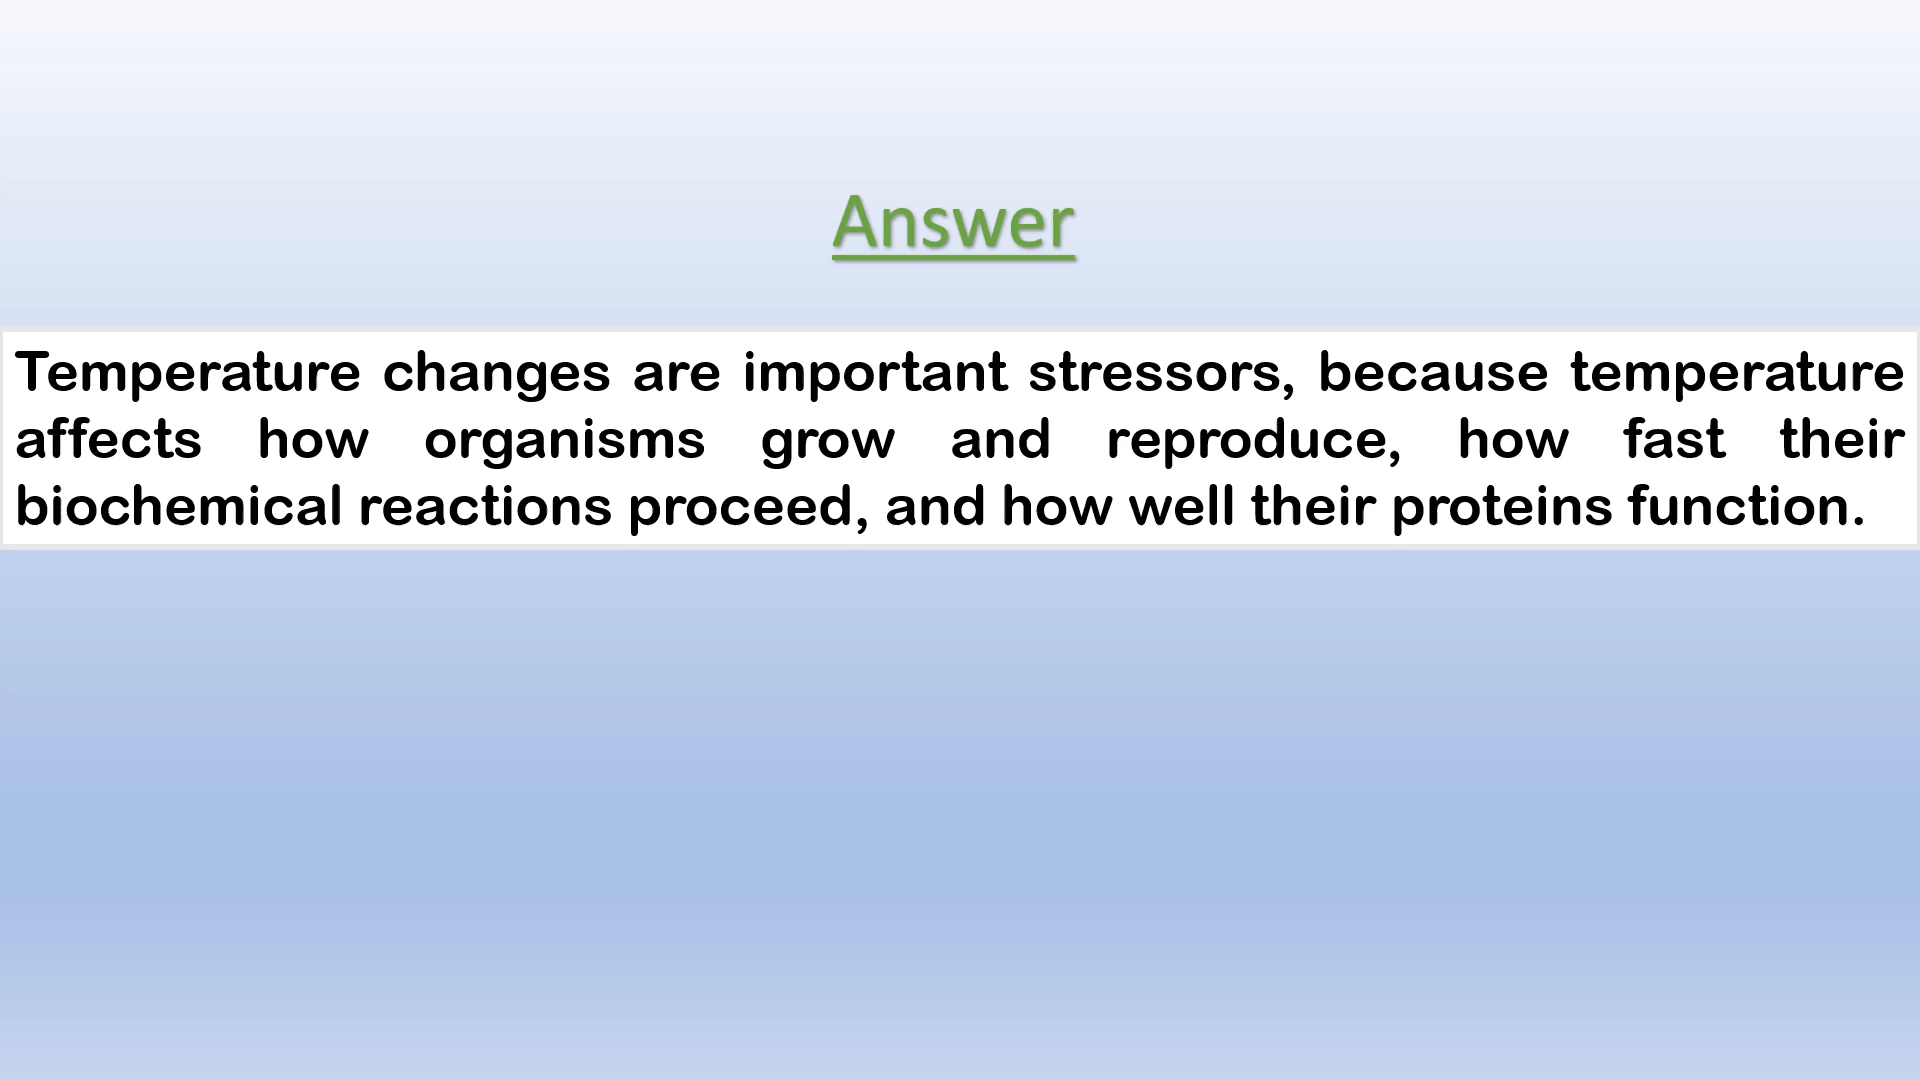 Answer
Temperature changes are important stressors, because temperature
affects how organisms grow and reproduce, how fast their
biochemical reactions proceed, and how well their proteins function.